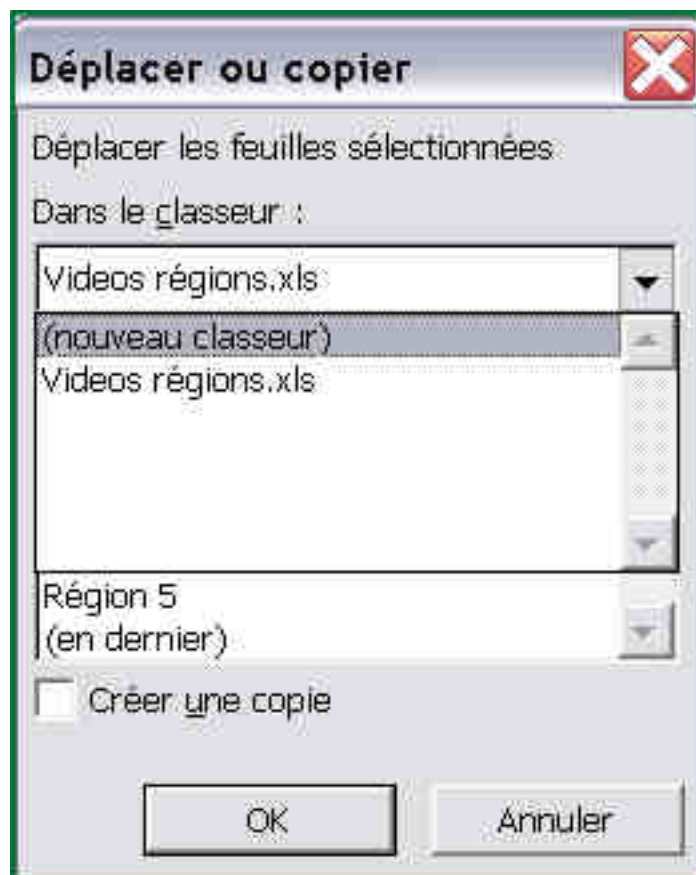 Déplacer ou copier
Déplacer les feuilles sélectionnées
Dans le classeur :
Videos régions.xls
(nouveau classeur)
Videos régions.xls
Région 5
(en dernier)
Créer une copie
OK Annuler